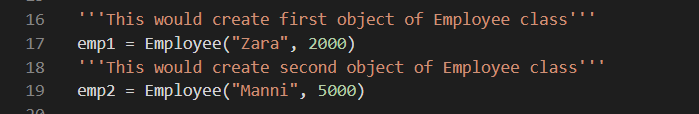 16 '''This would create first object of Employee class'''
17 emp1 = Employee("Zara", 2000)
18 '''This would create second object of Employee class'''
19 emp2 = Employee("Manni", 5000)